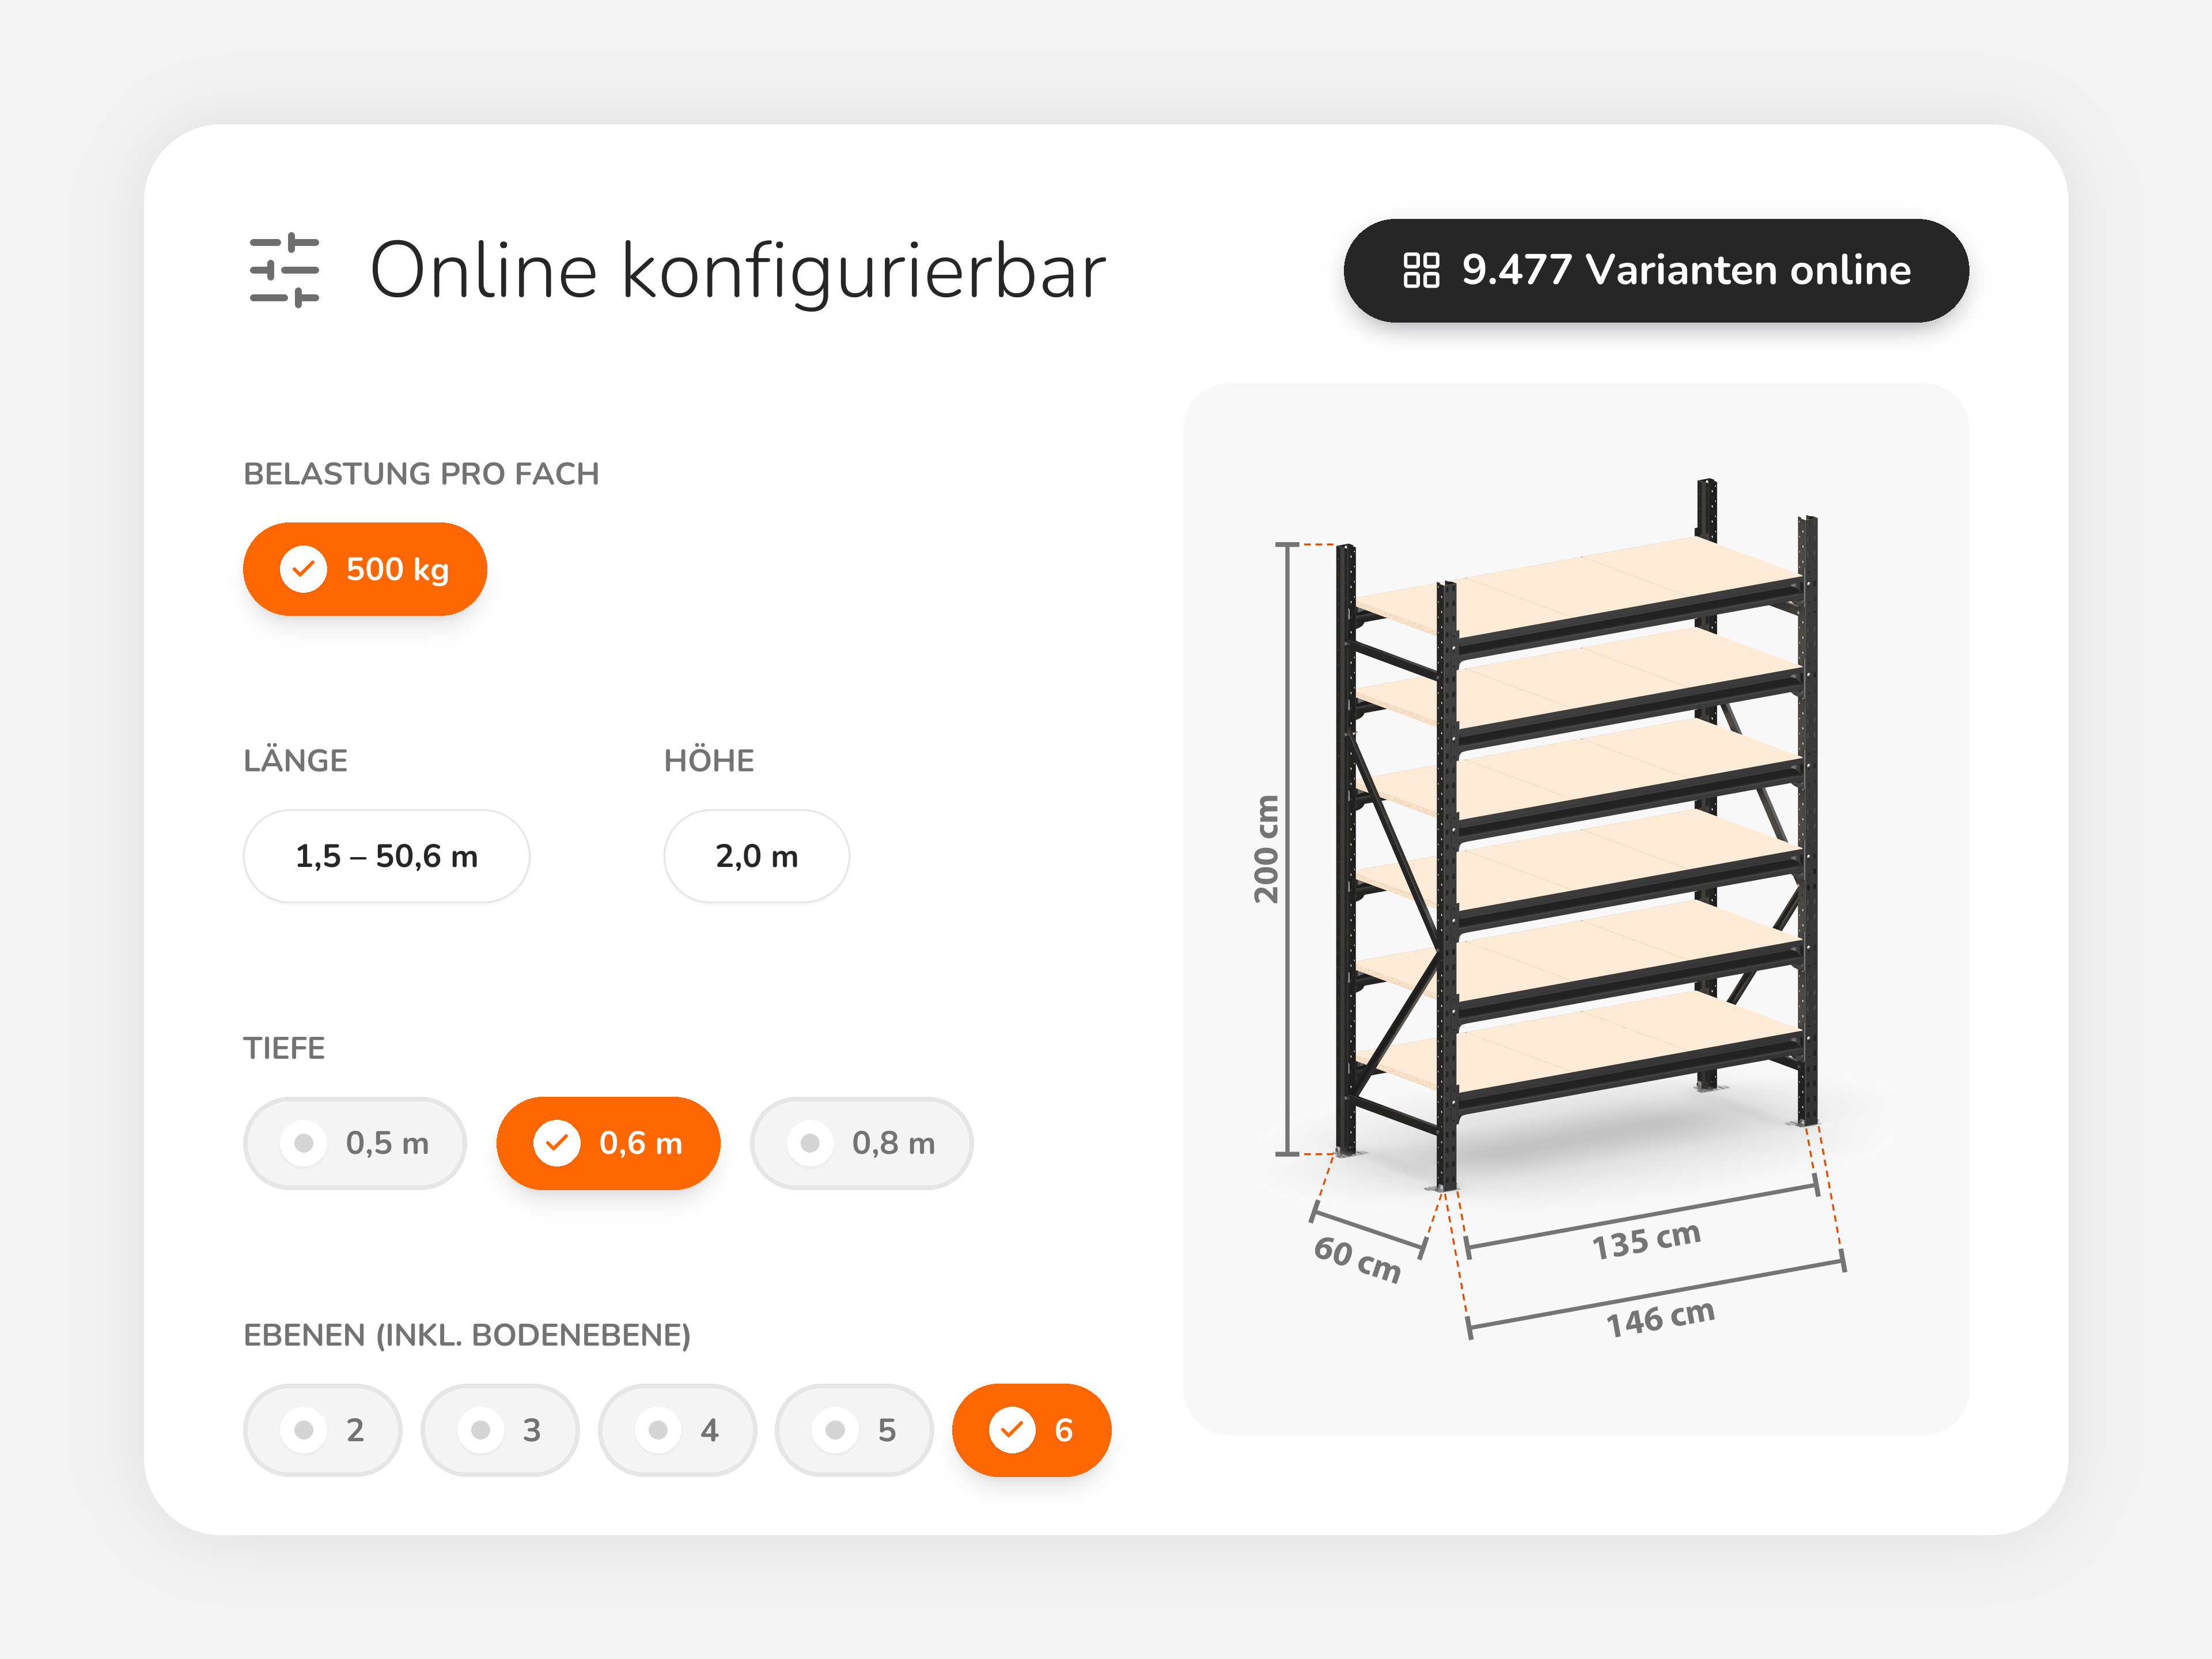 Online konfigurierbar
9.477 Varianten online
BELASTUNG PRO FACH
500 kg
LÄNGE
HÖHE
1,5 – 50,6 m
2,0 m
TIEFE
0,5 m
0,6 m
0,8 m
EBENEN (INKL. BODENEBENE)
2
3
4
5
6
200 cm
60 cm
135 cm
146 cm